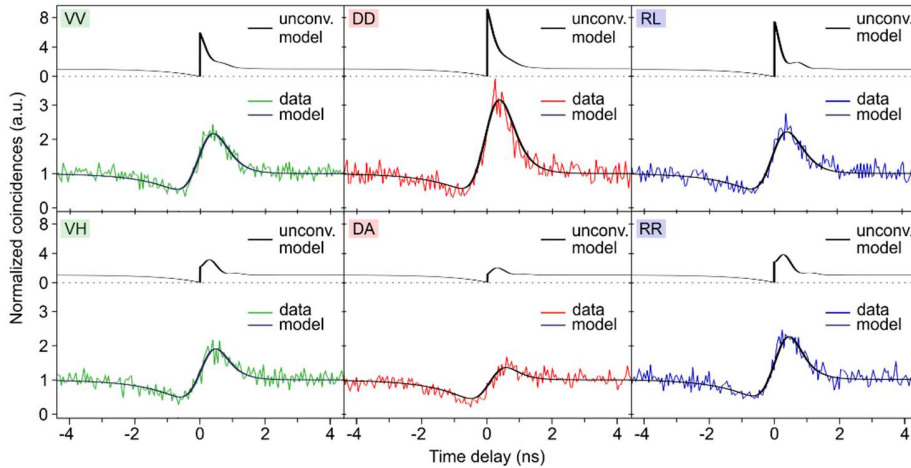 VV
unconv.
model
DD
unconv.
model
RL
unconv.
model
8
4
0
data
model
data
model
data
model
3
2
1
0
VH
unconv.
model
DA
unconv.
model
RR
unconv.
model
8
4
0
data
model
data
model
data
model
3
2
1
0
Normalized coincidences (a.u.)
-4 -2 0 2 4 -4 -2 0 2 4 -4 -2 0 2 4
Time delay (ns)